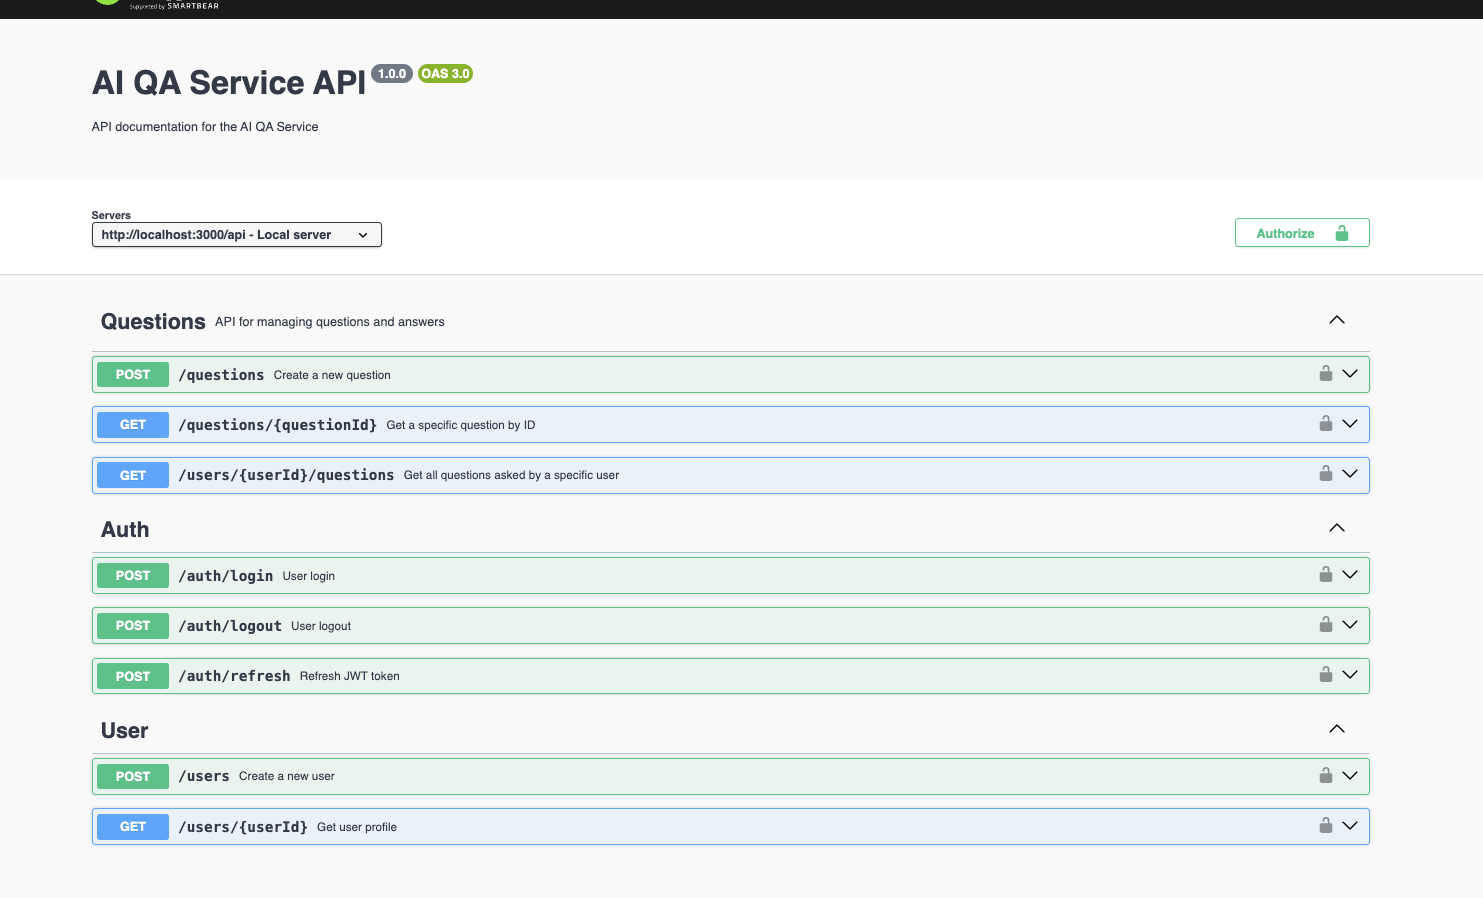 Supported by SMARTBEAR
AI QA Service API 1.0.0 OAS 3.0
API documentation for the AI QA Service
Servers
http://localhost:3000/api - Local server
Authorize
Questions API for managing questions and answers
POST /questions Create a new question
GET /questions/{questionId} Get a specific question by ID
GET /users/{userId}/questions Get all questions asked by a specific user
Auth
POST /auth/login User login
POST /auth/logout User logout
POST /auth/refresh Refresh JWT token
User
POST /users Create a new user
GET /users/{userId} Get user profile